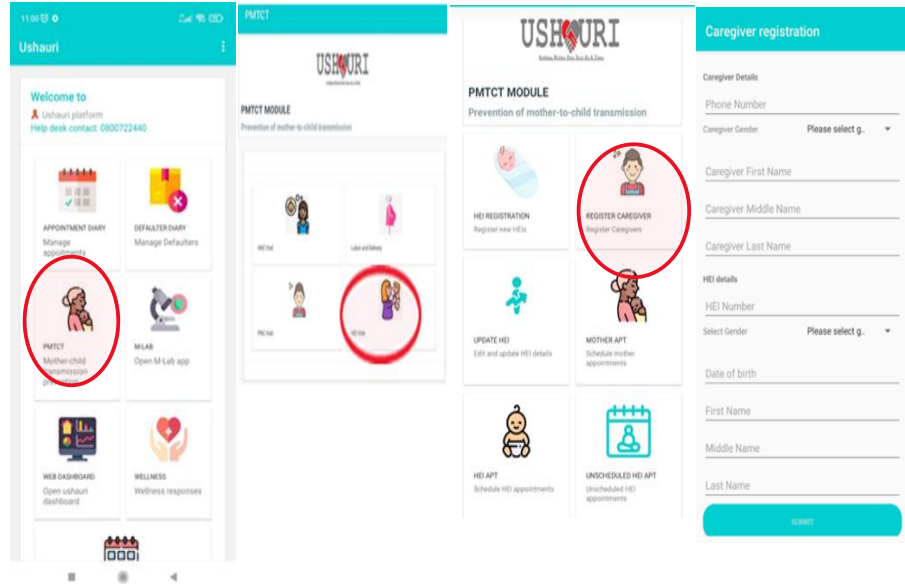 11:00
Ushauri
Welcome to
Ushauri platform
Help desk contact: 0800722440
APPOINTMENT DIARY
Manage
appointments
DEFAULTER DIARY
Manage Defaulters
PMTCT
Mother-child
transmission
prevention
M-LAB
Open M-Lab app
WEB DASHBOARD
Open ushauri
dashboard
WELLNESS
Wellness responses
PMTCT
USHAURI
PMTCT MODULE
Prevention of mother-to-child transmission
ANC Visit
Labor and Delivery
PNC Visit
HEI Visit
USHAURI
PMTCT MODULE
Prevention of mother-to-child transmission
HEI REGISTRATION
Register new HEIs
REGISTER CAREGIVER
Register Caregivers
UPDATE HEI
Edit and update HEI details
MOTHER APT
Schedule mother
appointments
HEI APT
Schedule HEI appointments
UNSCHEDULED HEI APT
Unscheduled HEI
appointments
Caregiver registration
Caregiver Details
Phone Number
Caregiver Gender Please select g..
Caregiver First Name
Caregiver Middle Name
Caregiver Last Name
HEI details
HEI Number
Select Gender Please select g..
Date of birth
First Name
Middle Name
Last Name
SUBMIT